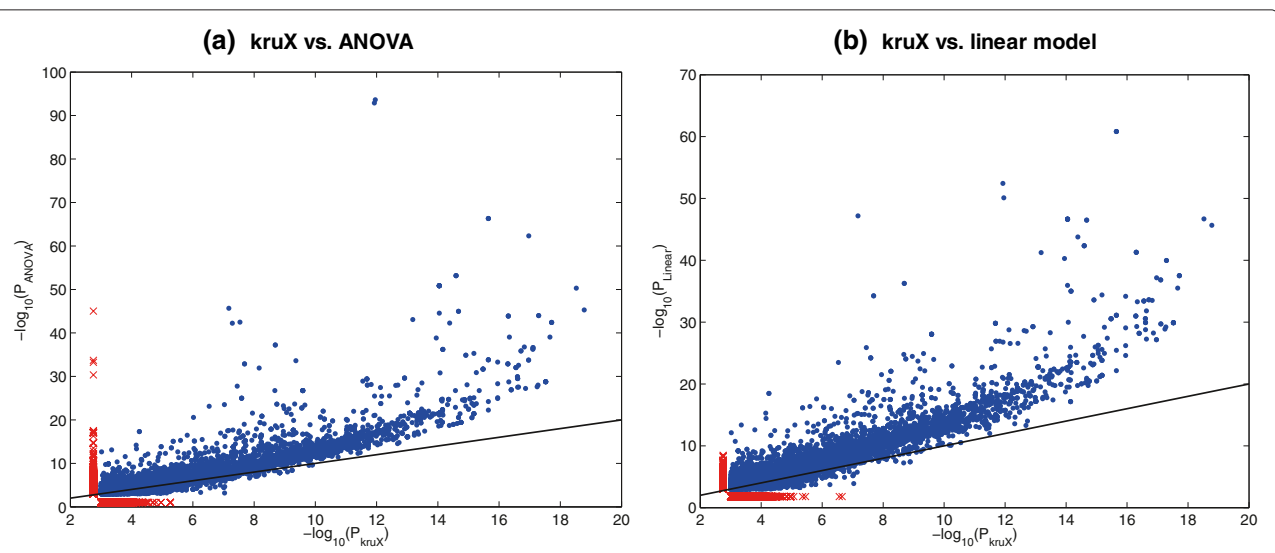 (a) kruX vs. ANOVA
100
90
80
70
60
50
40
30
20
10
0
2 4 6 8 10 12 14 16 18 20
−log10(PANOVA)
−log10(PkruX)
(b) kruX vs. linear model
70
60
50
40
30
20
10
0
2 4 6 8 10 12 14 16 18 20
−log10(PLinear)
−log10(PkruX)